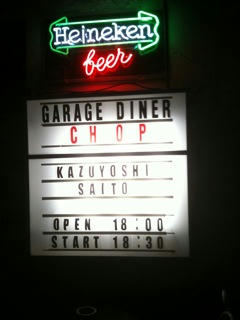 Heineken
beer
GARAGE DINER
CHOP
KAZUYOSHI
SAITO
OPEN 18:00
START 18:30